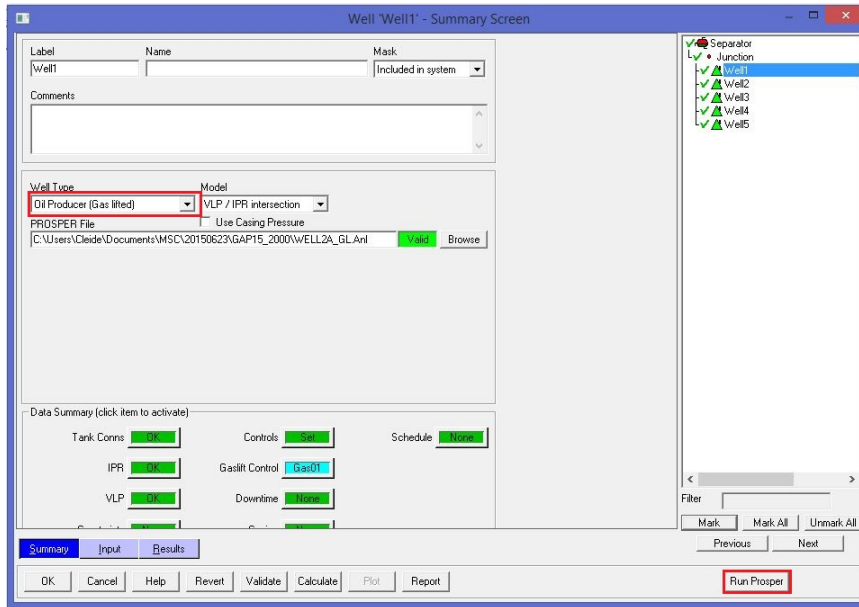 Well 'Well1' - Summary Screen
Label Name Mask
Well1 Included in system
Comments
Well Type Model
Oil Producer (Gas lifted) VLP / IPR intersection
PROSPER File Use Casing Pressure
C:\Users\Cleide\Documents\MSC\20150623\GAP15_2000\WELL2A_GL.Anl Valid Browse
Data Summary (click item to activate)
Tank Conns OK Controls Set Schedule None
IPR OK Gaslift Control Gas01
VLP OK Downtime None
Summary Input Results
OK Cancel Help Revert Validate Calculate Plot Report
Separator
Junction
Well1
Well2
Well3
Well4
Well5
Filter
Mark Mark All Unmark All
Previous Next
Run Prosper